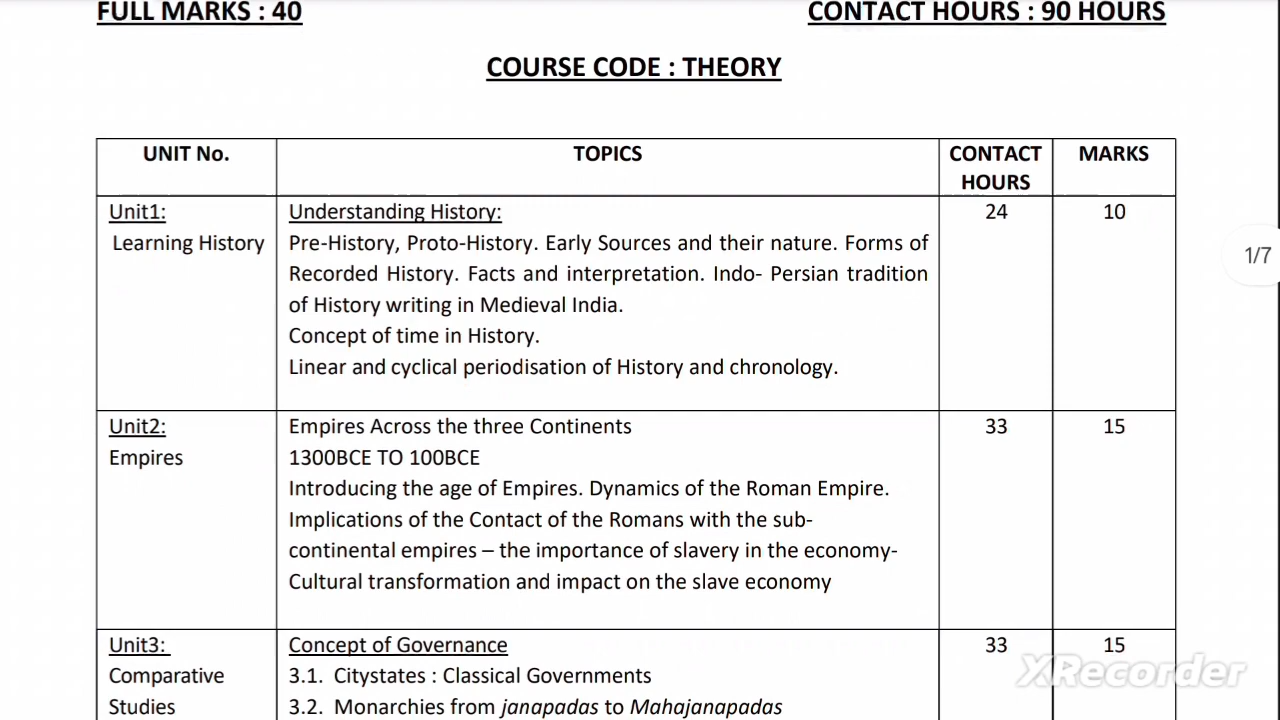 FULL MARKS : 40
CONTACT HOURS : 90 HOURS
COURSE CODE : THEORY
UNIT No.
TOPICS
CONTACT HOURS
MARKS
Unit1:
Learning History
Understanding History:
Pre-History, Proto-History. Early Sources and their nature. Forms of
Recorded History. Facts and interpretation. Indo- Persian tradition
of History writing in Medieval India.
Concept of time in History.
Linear and cyclical periodisation of History and chronology.
24
10
1/7
Unit2:
Empires
Empires Across the three Continents
1300BCE TO 100BCE
Introducing the age of Empires. Dynamics of the Roman Empire.
Implications of the Contact of the Romans with the sub-
continental empires – the importance of slavery in the economy-
Cultural transformation and impact on the slave economy
33
15
Unit3:
Comparative
Studies
Concept of Governance
3.1. Citystates : Classical Governments
3.2. Monarchies from janapadas to Mahajanapadas
33
15
XRecorder